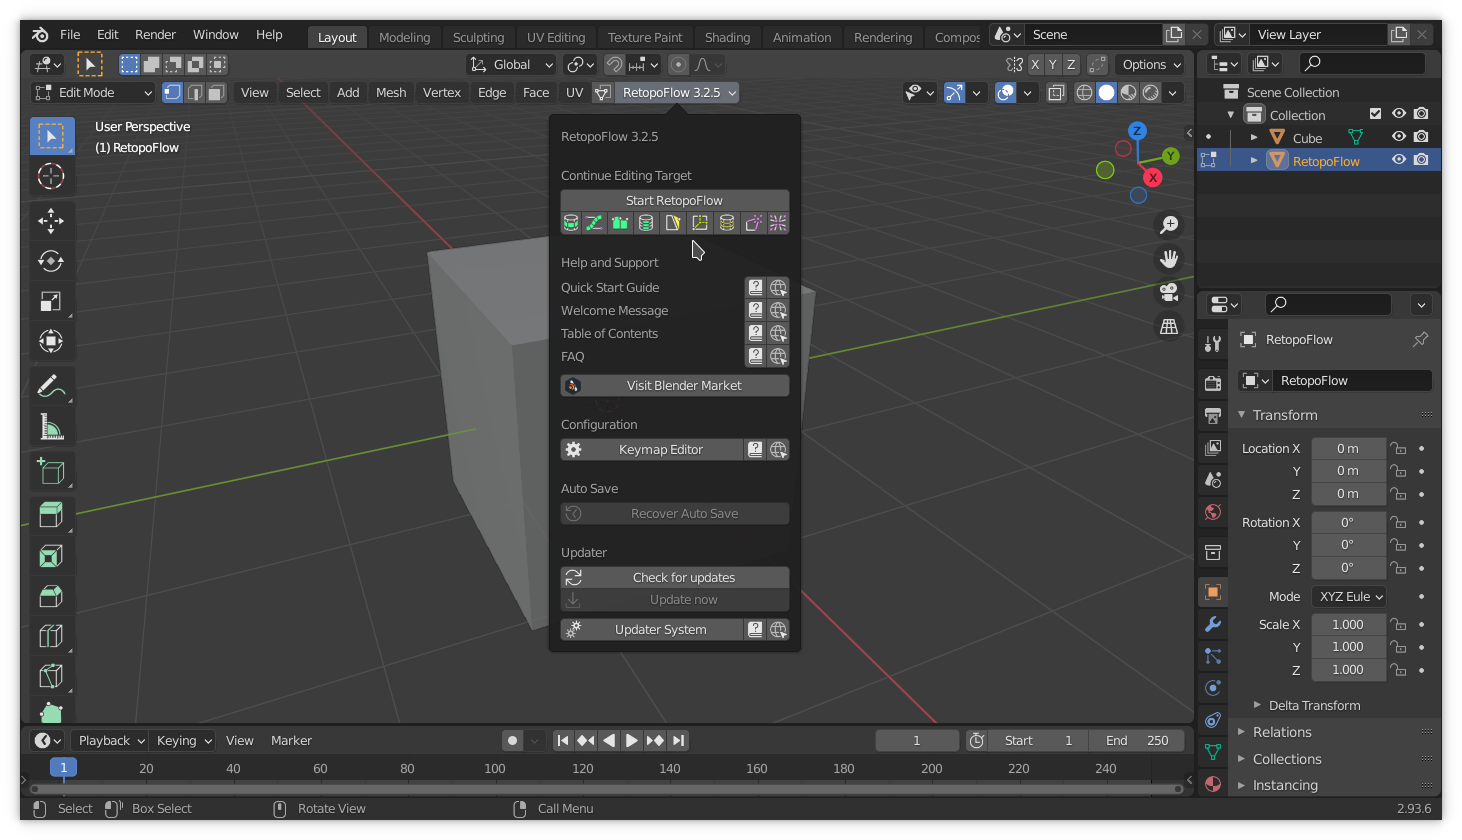 File Edit Render Window Help Layout Modeling Sculpting UV Editing Texture Paint Shading Animation Rendering Compos Scene View Layer
Global X Y Z Options
Edit Mode View Select Add Mesh Vertex Edge Face UV RetopoFlow 3.2.5
User Perspective
(1) RetopoFlow
RetopoFlow 3.2.5
Continue Editing Target
Start RetopoFlow
Help and Support
Quick Start Guide
Welcome Message
Table of Contents
FAQ
Visit Blender Market
Configuration
Keymap Editor
Auto Save
Recover Auto Save
Updater
Check for updates
Update now
Updater System
Z
Y
X
Scene Collection
Collection
Cube
RetopoFlow
RetopoFlow
RetopoFlow
Transform
Location X 0 m
Y 0 m
Z 0 m
Rotation X 0°
Y 0°
Z 0°
Mode XYZ Eule
Scale X 1.000
Y 1.000
Z 1.000
Delta Transform
Relations
Collections
Instancing
Playback Keying View Marker 1 Start 1 End 250
1 20 40 60 80 100 120 140 160 180 200 220 240
Select Box Select Rotate View Call Menu 2.93.6